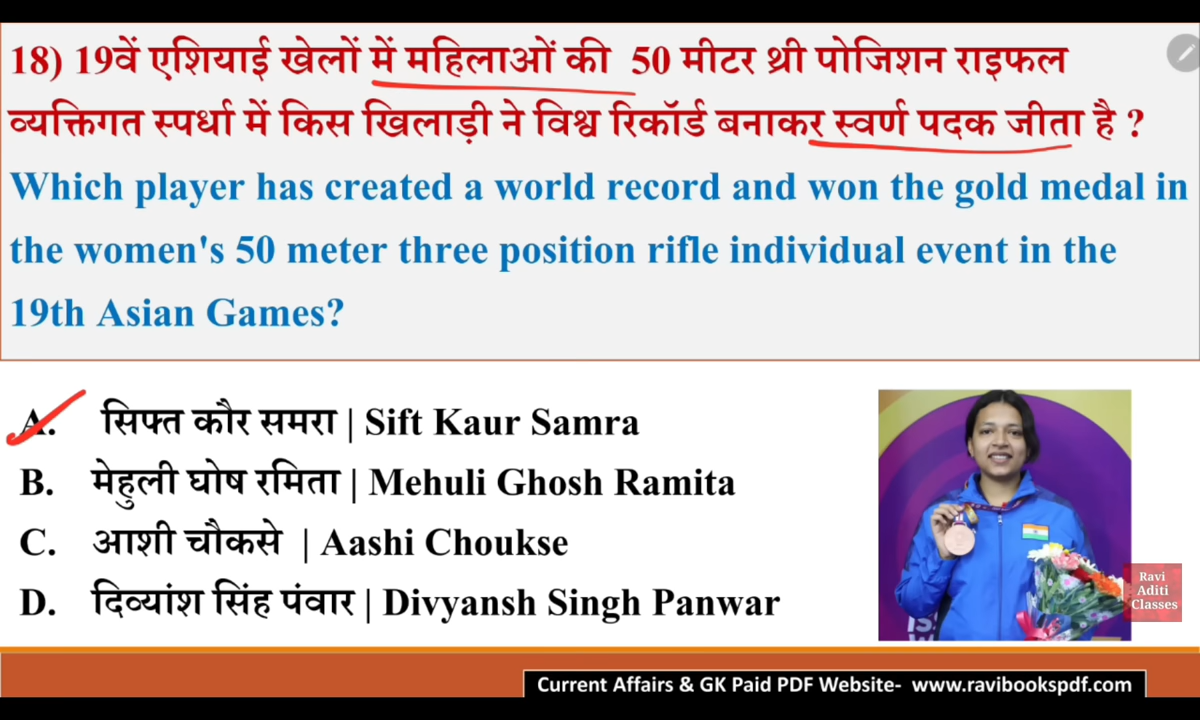 18) 19वें एशियाई खेलों में महिलाओं की 50 मीटर थ्री पोजिशन राइफल
व्यक्तिगत स्पर्धा में किस खिलाड़ी ने विश्व रिकॉर्ड बनाकर स्वर्ण पदक जीता है ?
Which player has created a world record and won the gold medal in
the women's 50 meter three position rifle individual event in the
19th Asian Games?
A. सिफ्त कौर समरा | Sift Kaur Samra
B. मेहुली घोष रमिता | Mehuli Ghosh Ramita
C. आशी चौकसे | Aashi Choukse
D. दिव्यांश सिंह पंवार | Divyansh Singh Panwar
Ravi
Aditi
Classes
Current Affairs & GK Paid PDF Website- www.ravibookspdf.com